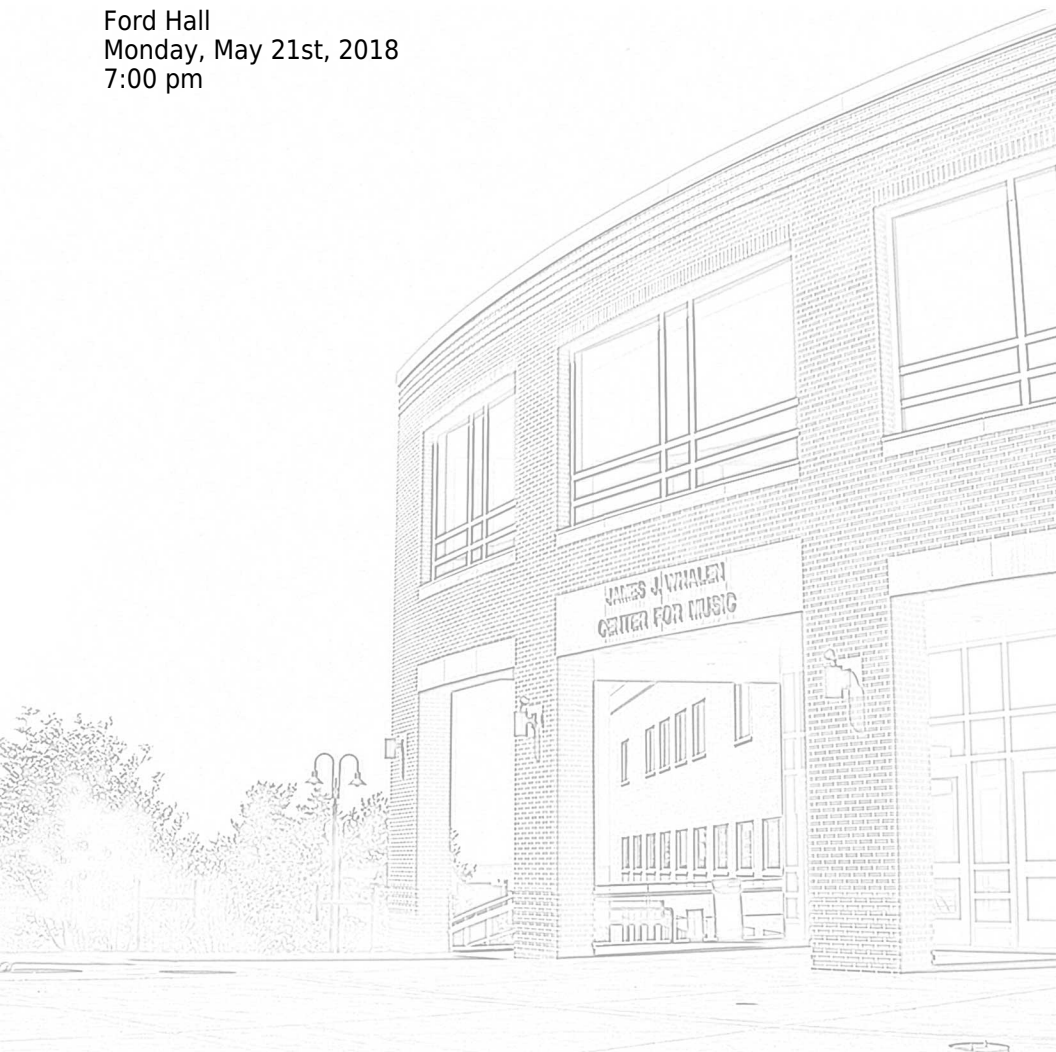 Ford Hall
Monday, May 21st, 2018
7:00 pm
JAMES J. WHALEN
CENTER FOR MUSIC